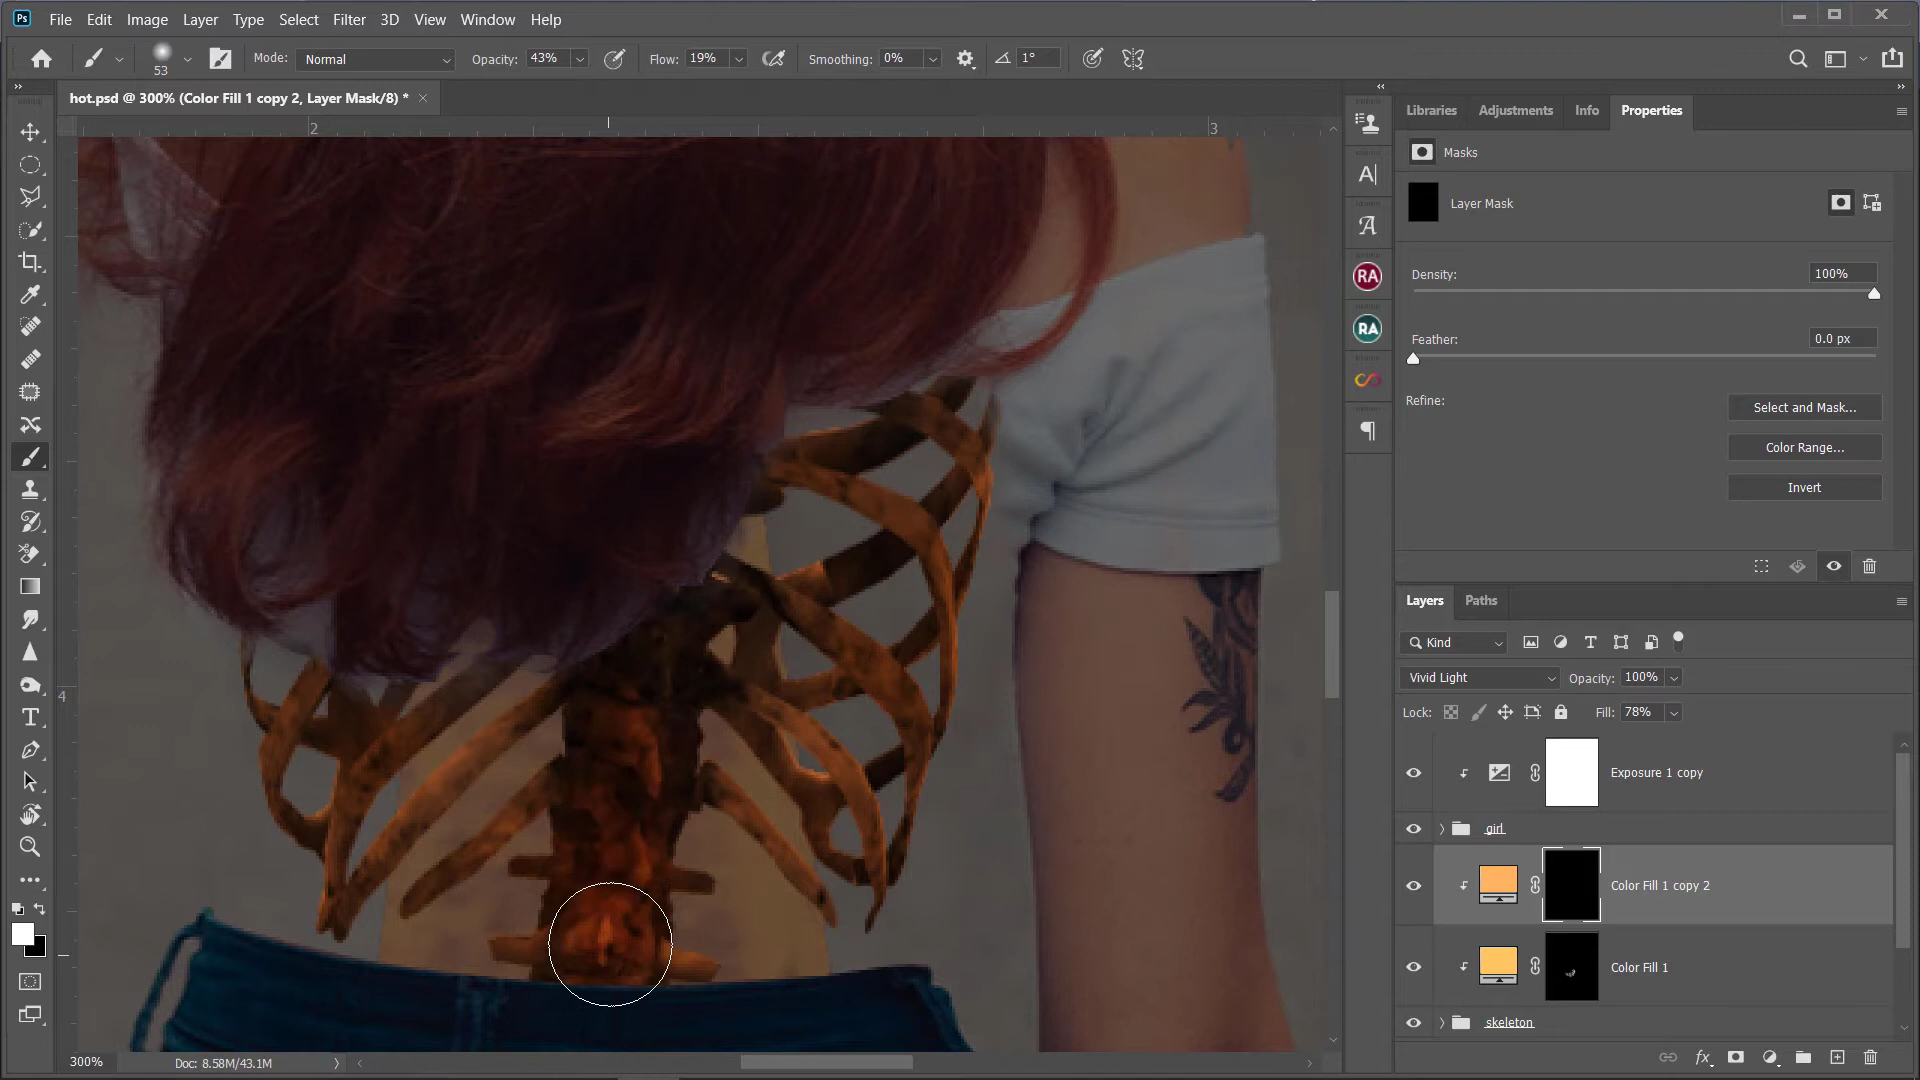 Ps File Edit Image Layer Type Select Filter 3D View Window Help
53 Mode: Normal Opacity: 43% Flow: 19% Smoothing: 0% 1°
hot.psd @ 300% (Color Fill 1 copy 2, Layer Mask/8) *
2 3
4
A|
A
RA
RA
300% Doc: 8.58M/43.1M
Libraries Adjustments Info Properties
Masks
Layer Mask
Density: 100%
Feather: 0.0 px
Refine: Select and Mask...
Color Range...
Invert
Layers Paths
Kind
Vivid Light Opacity: 100%
Lock: Fill: 78%
Exposure 1 copy
girl
Color Fill 1 copy 2
Color Fill 1
skeleton
fx